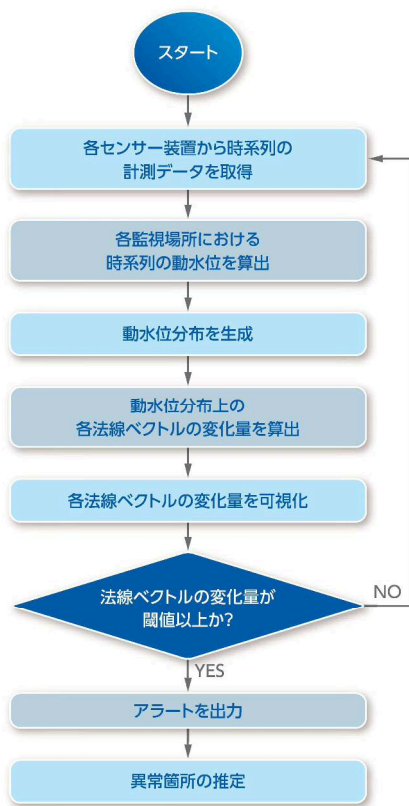 スタート
各センサー装置から時系列の
計測データを取得
各監視場所における
時系列の動水位を算出
動水位分布を生成
動水位分布上の
各法線ベクトルの変化量を算出
各法線ベクトルの変化量を可視化
法線ベクトルの変化量が
閾値以上か?
NO
YES
アラートを出力
異常箇所の推定